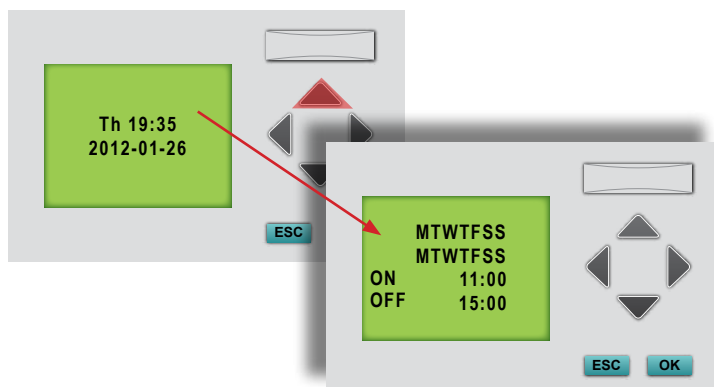 Th 19:35
2012-01-26
ESC
MTWTFSS
MTWTFSS
ON 11:00
OFF 15:00
ESC OK